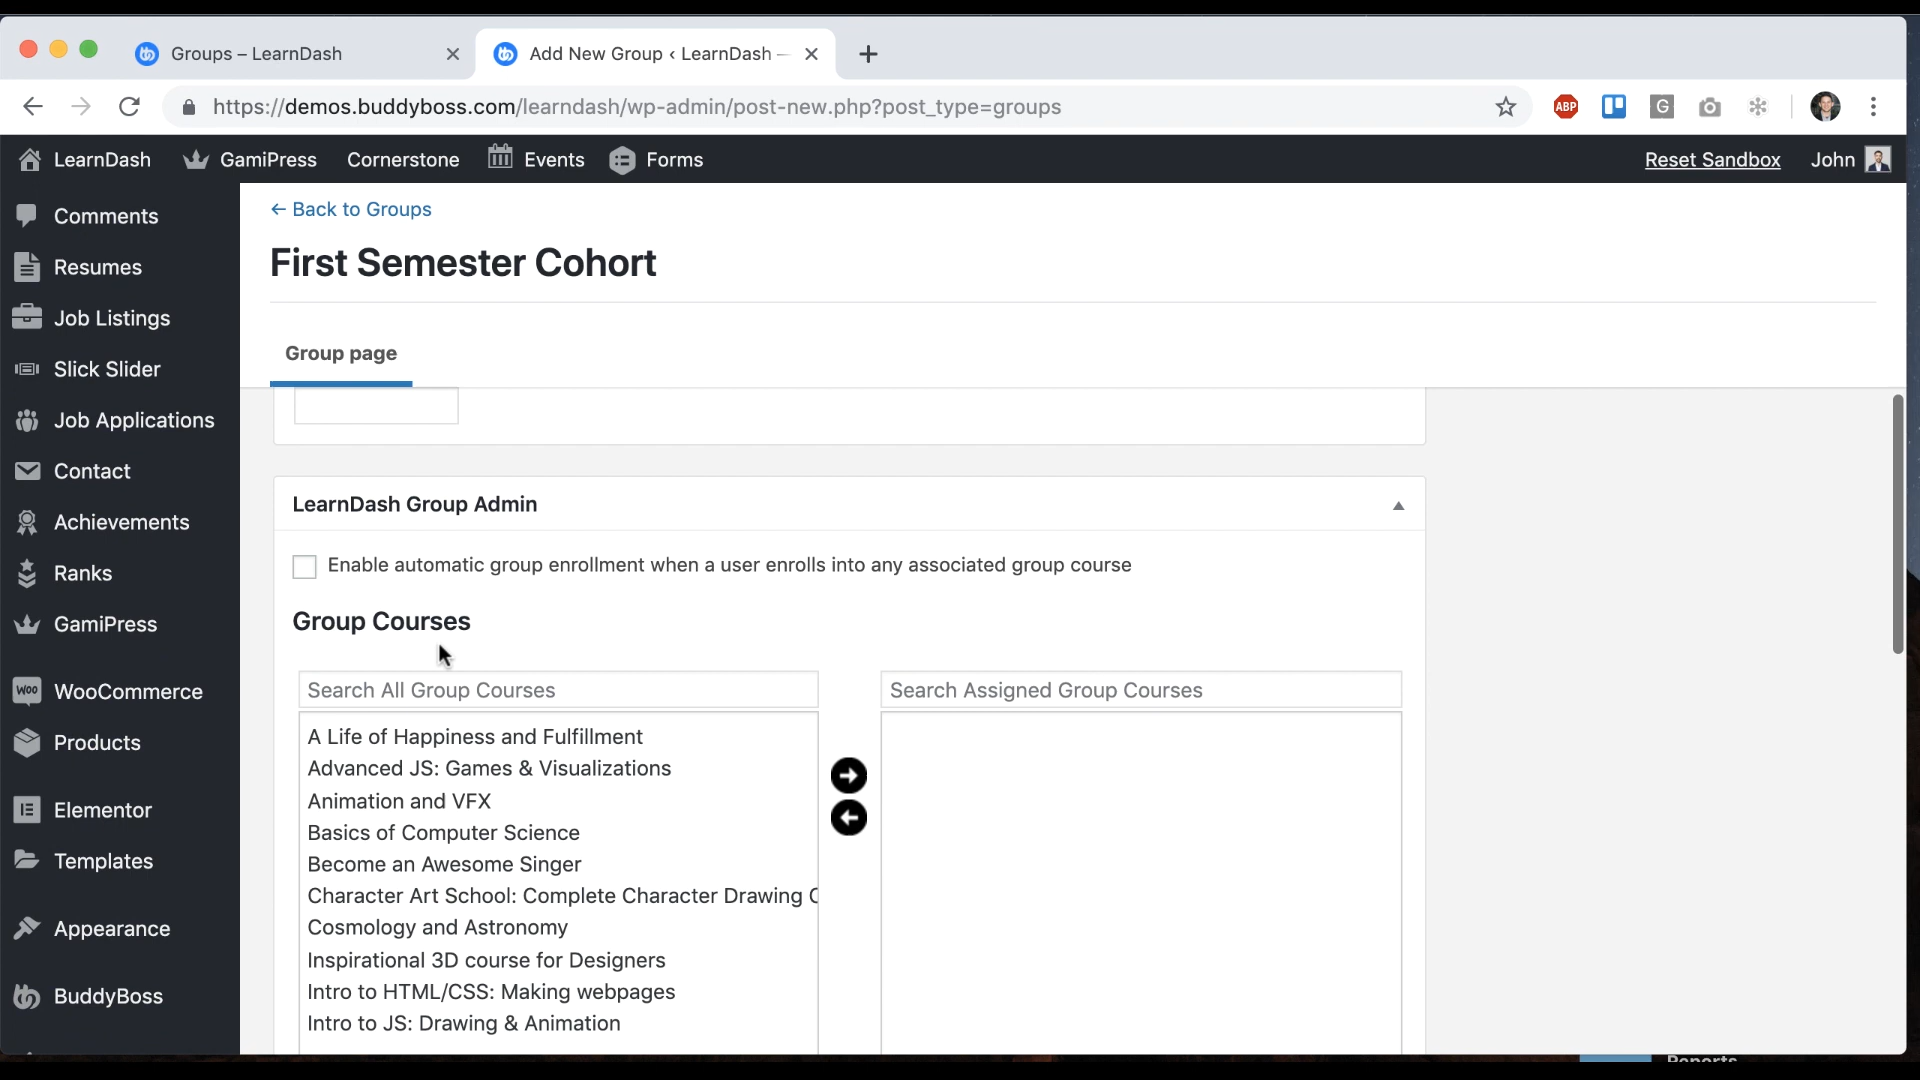 Groups – LearnDash
Add New Group ‹ LearnDash —
https://demos.buddyboss.com/learndash/wp-admin/post-new.php?post_type=groups
ABP
G
LearnDash
GamiPress
Cornerstone
Events
Forms
Reset Sandbox
John
Comments
Resumes
Job Listings
Slick Slider
Job Applications
Contact
Achievements
Ranks
GamiPress
WOO
WooCommerce
Products
Elementor
Templates
Appearance
BuddyBoss
← Back to Groups
First Semester Cohort
Group page
LearnDash Group Admin
Enable automatic group enrollment when a user enrolls into any associated group course
Group Courses
Search All Group Courses
A Life of Happiness and Fulfillment
Advanced JS: Games & Visualizations
Animation and VFX
Basics of Computer Science
Become an Awesome Singer
Character Art School: Complete Character Drawing C
Cosmology and Astronomy
Inspirational 3D course for Designers
Intro to HTML/CSS: Making webpages
Intro to JS: Drawing & Animation
Search Assigned Group Courses
Reports